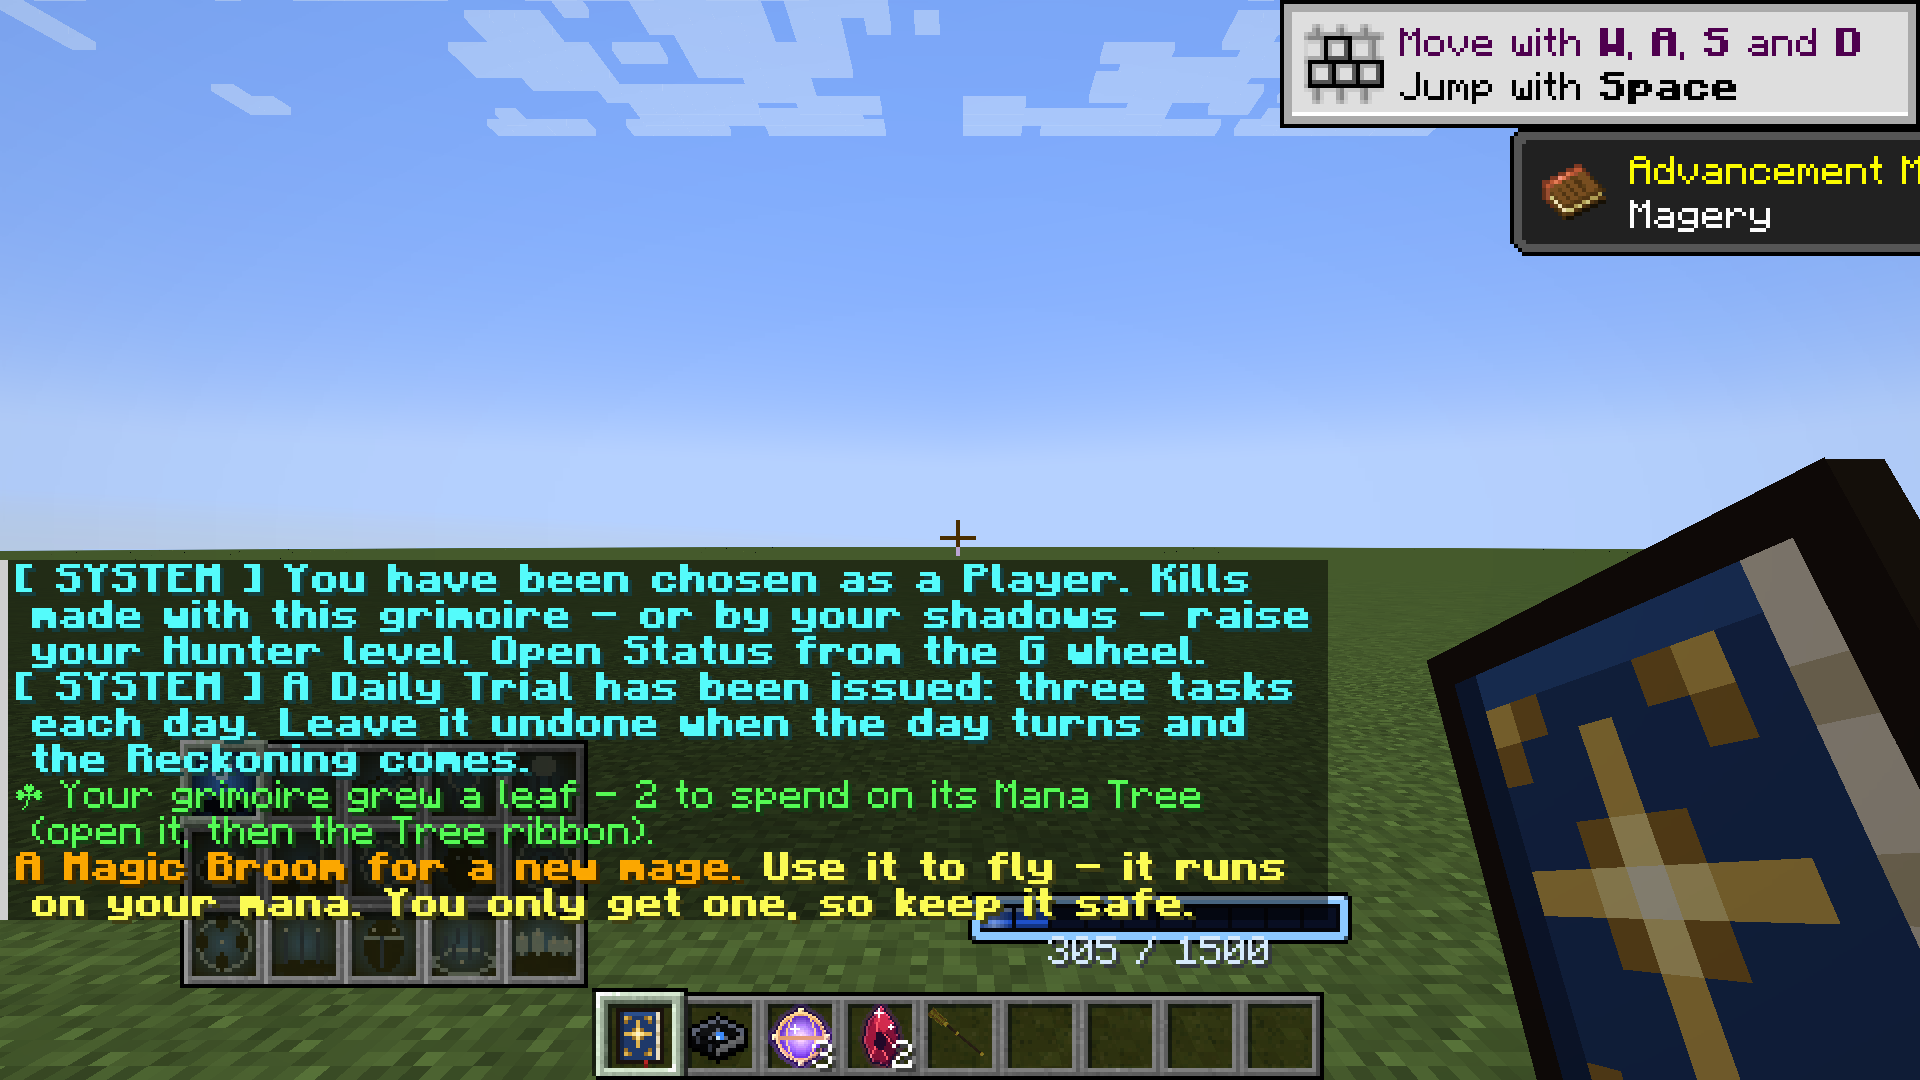 Move with W, A, S and D
Jump with Space
Advancement M
Magery
[ SYSTEM ] You have been chosen as a Player. Kills
made with this grimoire – or by your shadows – raise
your Hunter level. Open Status from the G wheel.
[ SYSTEM ] A Daily Trial has been issued: three tasks
each day. Leave it undone when the day turns and
the Reckoning comes.
☘ Your grimoire grew a leaf – 2 to spend on its Mana Tree
(open it, then the Tree ribbon).
A Magic Broom for a new mage. Use it to fly – it runs
on your mana. You only get one, so keep it safe.
305 / 1500
3
2